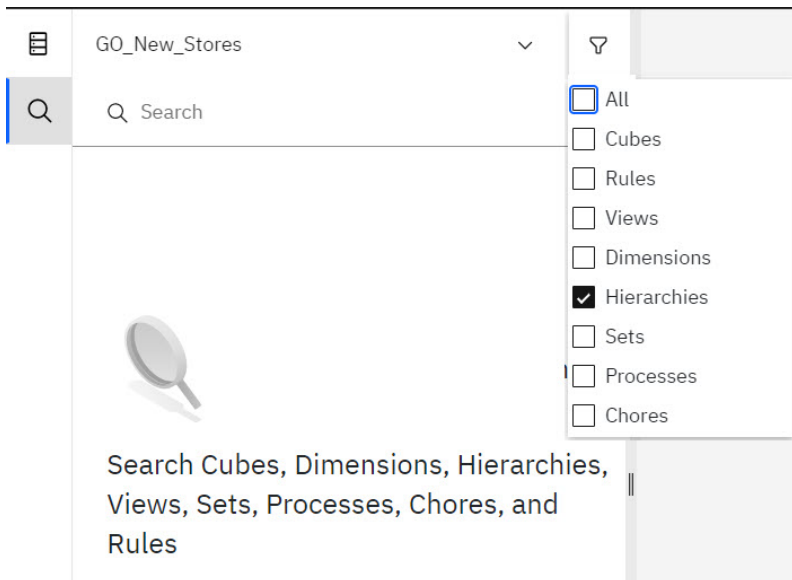 GO_New_Stores
Search
All
Cubes
Rules
Views
Dimensions
Hierarchies
Sets
Processes
Chores
Search Cubes, Dimensions, Hierarchies,
Views, Sets, Processes, Chores, and
Rules